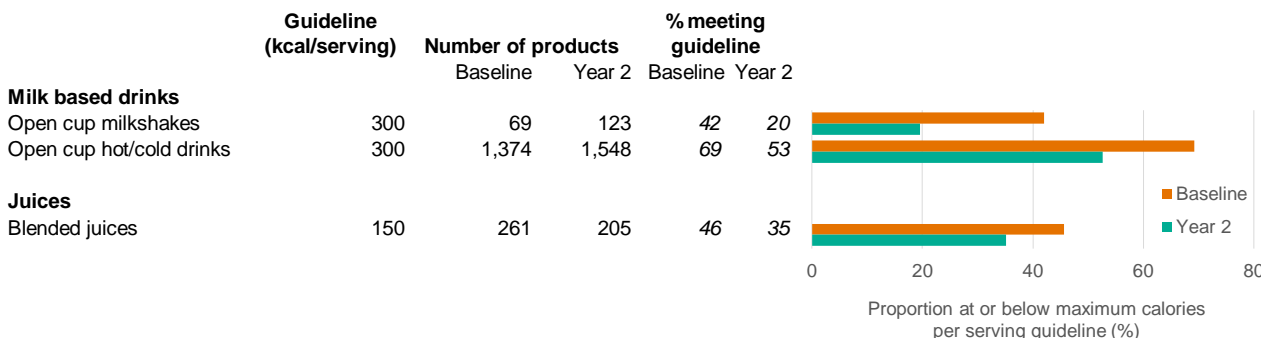 Guideline % meeting
(kcal/serving) Number of products guideline
Baseline Year 2 Baseline Year 2
Milk based drinks
Open cup milkshakes 300 69 123 42 20
Open cup hot/cold drinks 300 1,374 1,548 69 53
Juices
Blended juices 150 261 205 46 35
Baseline
Year 2
0 20 40 60 80
Proportion at or below maximum calories
per serving guideline (%)